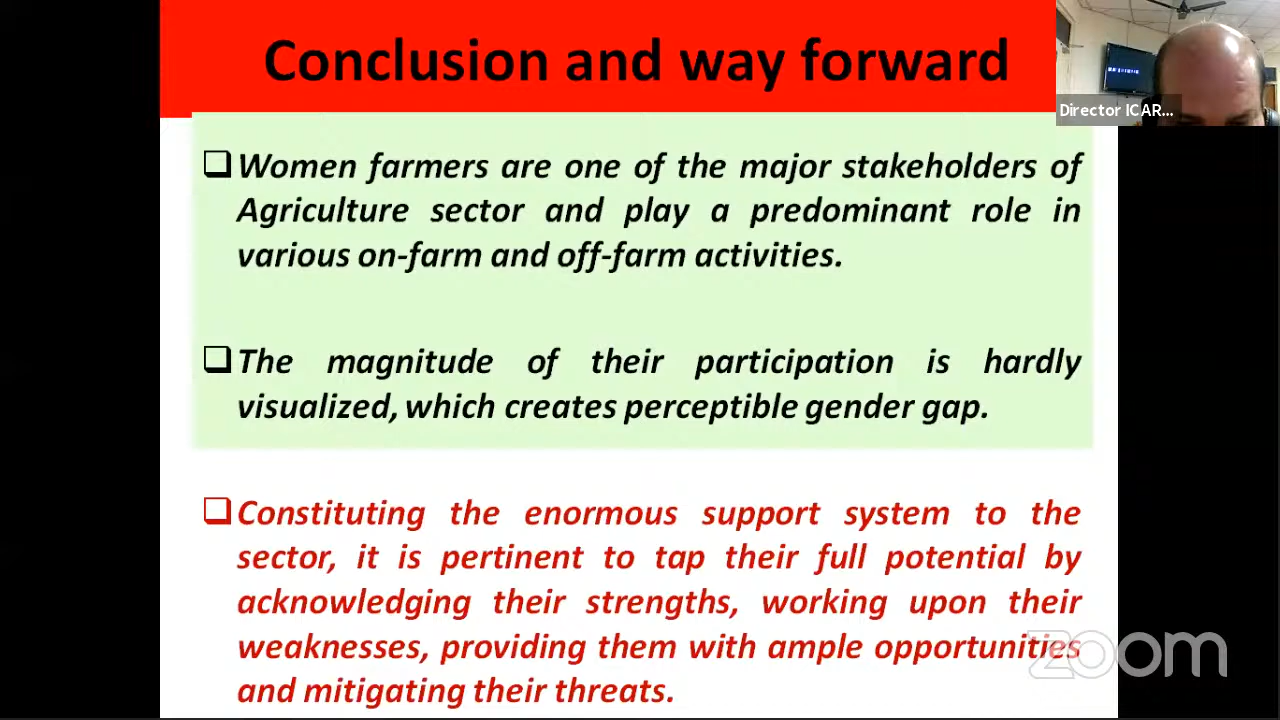 Conclusion and way forward
Director ICAR...
Women farmers are one of the major stakeholders of
Agriculture sector and play a predominant role in
various on-farm and off-farm activities.
The magnitude of their participation is hardly
visualized, which creates perceptible gender gap.
Constituting the enormous support system to the
sector, it is pertinent to tap their full potential by
acknowledging their strengths, working upon their
weaknesses, providing them with ample opportunities
and mitigating their threats.
zoom